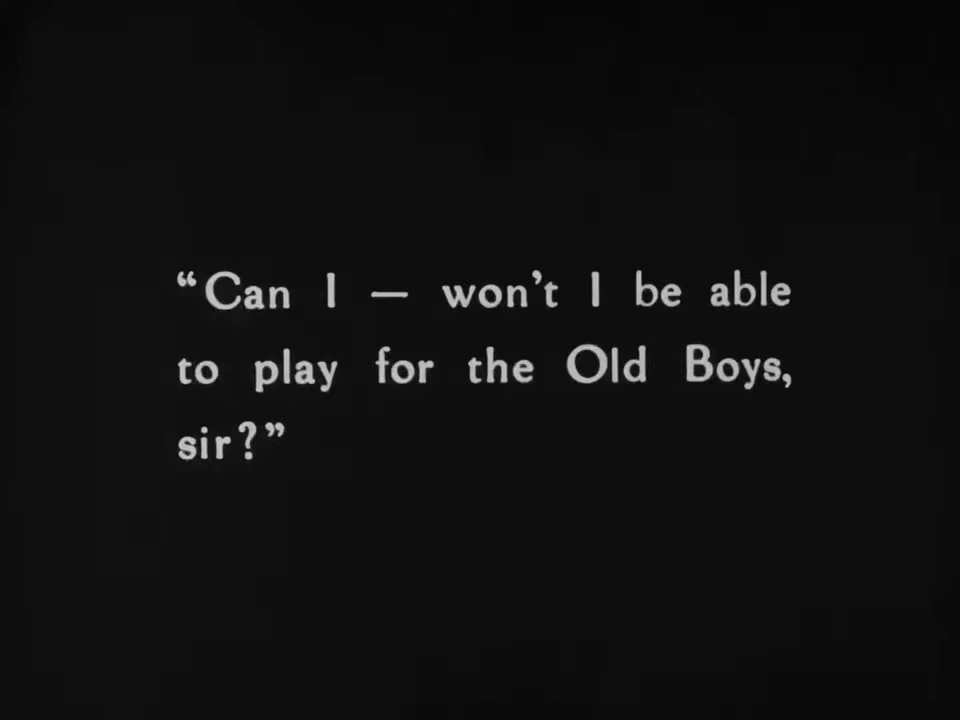 “Can I — won’t I be able
to play for the Old Boys,
sir?”